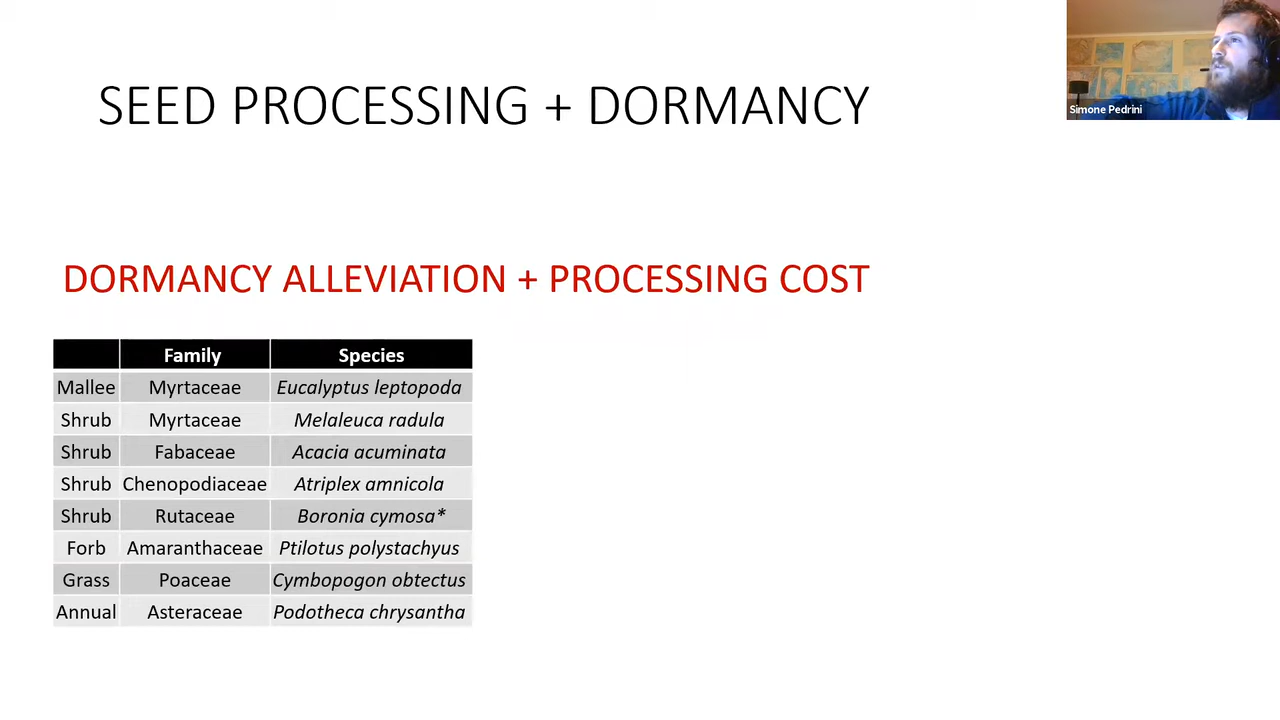 SEED PROCESSING + DORMANCY
Simone Pedrini
DORMANCY ALLEVIATION + PROCESSING COST
Family Species
Mallee Myrtaceae Eucalyptus leptopoda
Shrub Myrtaceae Melaleuca radula
Shrub Fabaceae Acacia acuminata
Shrub Chenopodiaceae Atriplex amnicola
Shrub Rutaceae Boronia cymosa*
Forb Amaranthaceae Ptilotus polystachyus
Grass Poaceae Cymbopogon obtectus
Annual Asteraceae Podotheca chrysantha